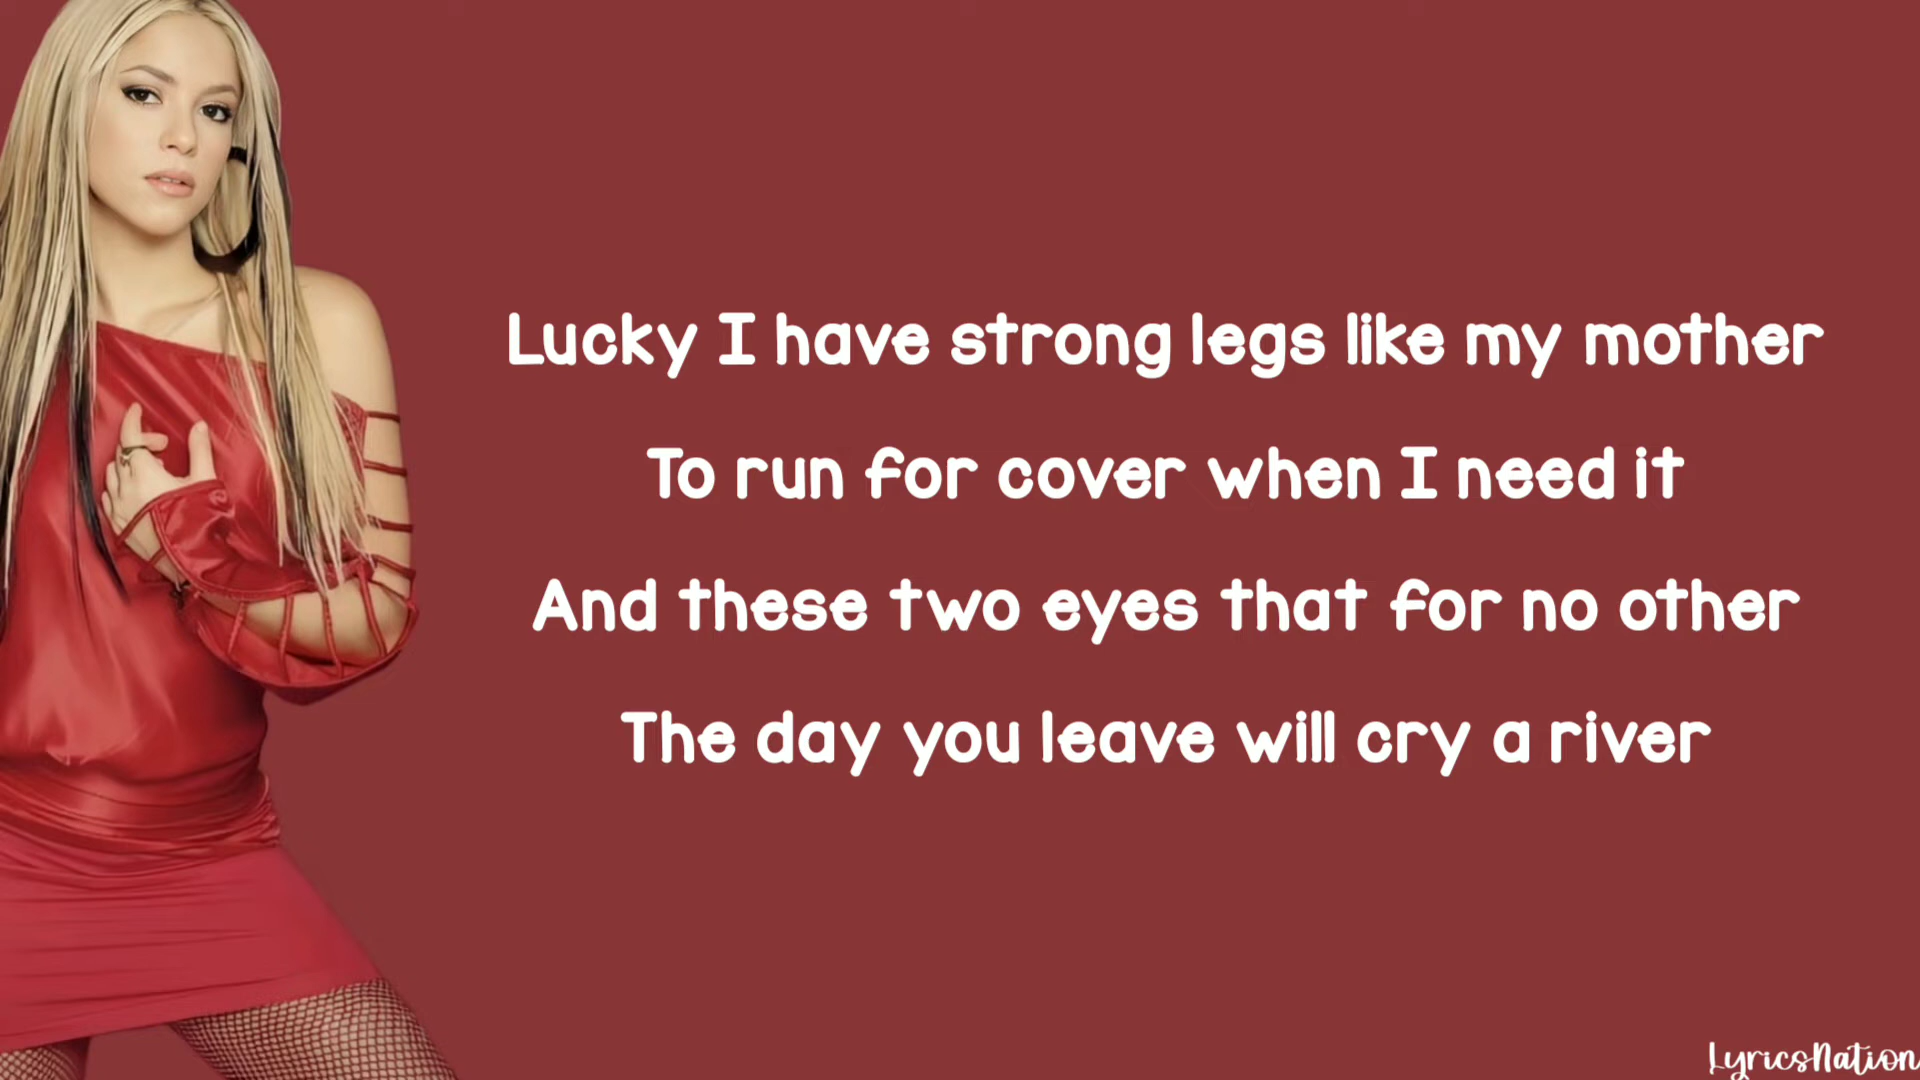 Lucky I have strong legs like my mother
To run for cover when I need it
And these two eyes that for no other
The day you leave will cry a river
LyricsNation